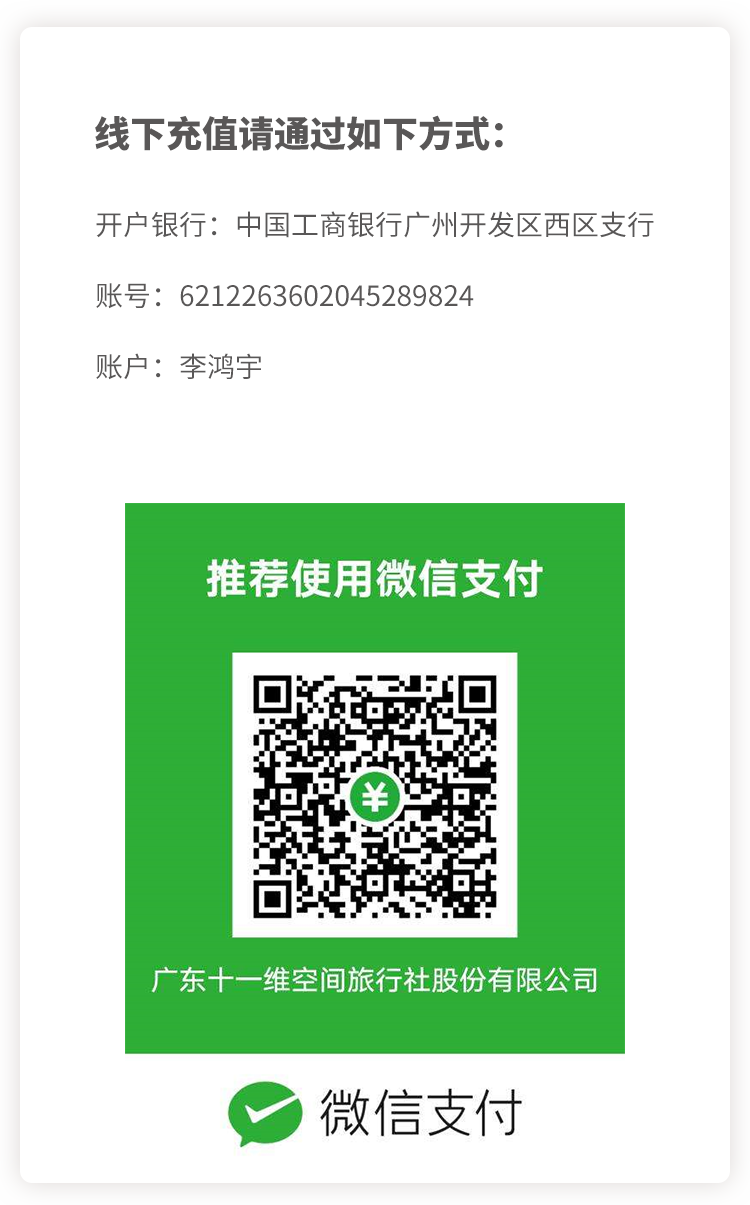 线下充值请通过如下方式：
开户银行：中国工商银行广州开发区西区支行
账号：6212263602045289824
账户：李鸿宇
推荐使用微信支付
¥
广东十一维空间旅行社股份有限公司
微信支付